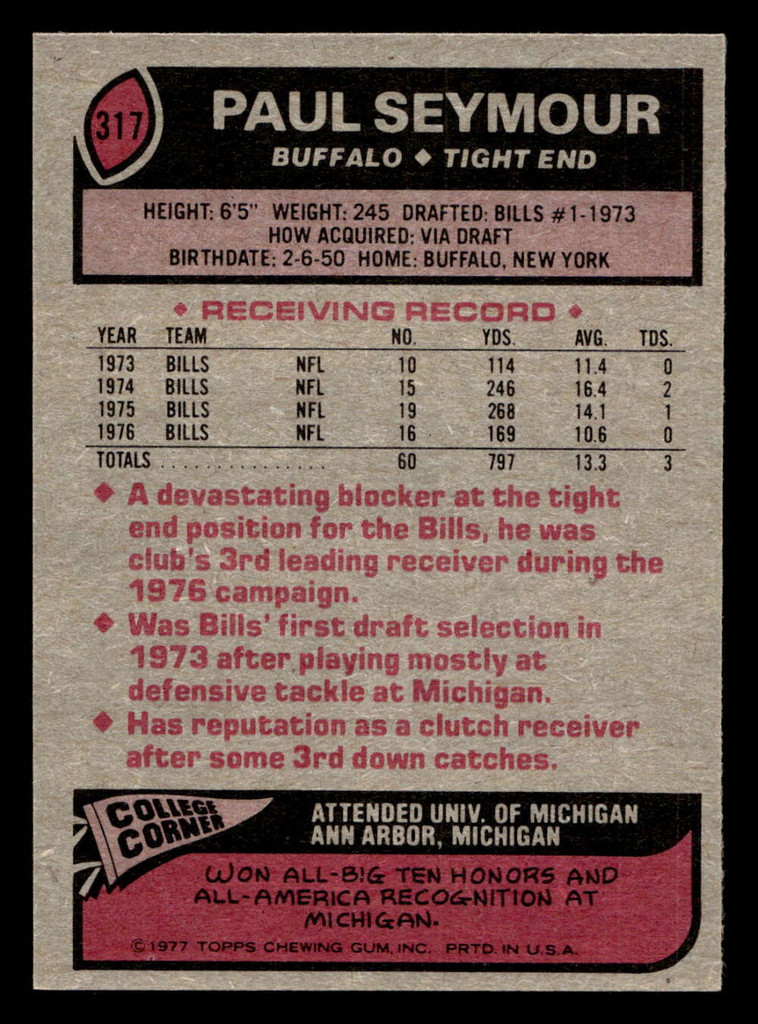 317
PAUL SEYMOUR
BUFFALO ◆ TIGHT END
HEIGHT: 6'5" WEIGHT: 245 DRAFTED: BILLS #1-1973
HOW ACQUIRED: VIA DRAFT
BIRTHDATE: 2-6-50 HOME: BUFFALO, NEW YORK
◆ RECEIVING RECORD ◆
YEAR TEAM NO. YDS. AVG. TDS.
1973 BILLS NFL 10 114 11.4 0
1974 BILLS NFL 15 246 16.4 2
1975 BILLS NFL 19 268 14.1 1
1976 BILLS NFL 16 169 10.6 0
TOTALS ................ 60 797 13.3 3
◆ A devastating blocker at the tight
end position for the Bills, he was
club's 3rd leading receiver during the
1976 campaign.
◆ Was Bills' first draft selection in
1973 after playing mostly at
defensive tackle at Michigan.
◆ Has reputation as a clutch receiver
after some 3rd down catches.
COLLEGE
CORNER
ATTENDED UNIV. OF MICHIGAN
ANN ARBOR, MICHIGAN
WON ALL-BIG TEN HONORS AND
ALL-AMERICA RECOGNITION AT
MICHIGAN.
©1977 TOPPS CHEWING GUM, INC. PRTD. IN U.S.A.